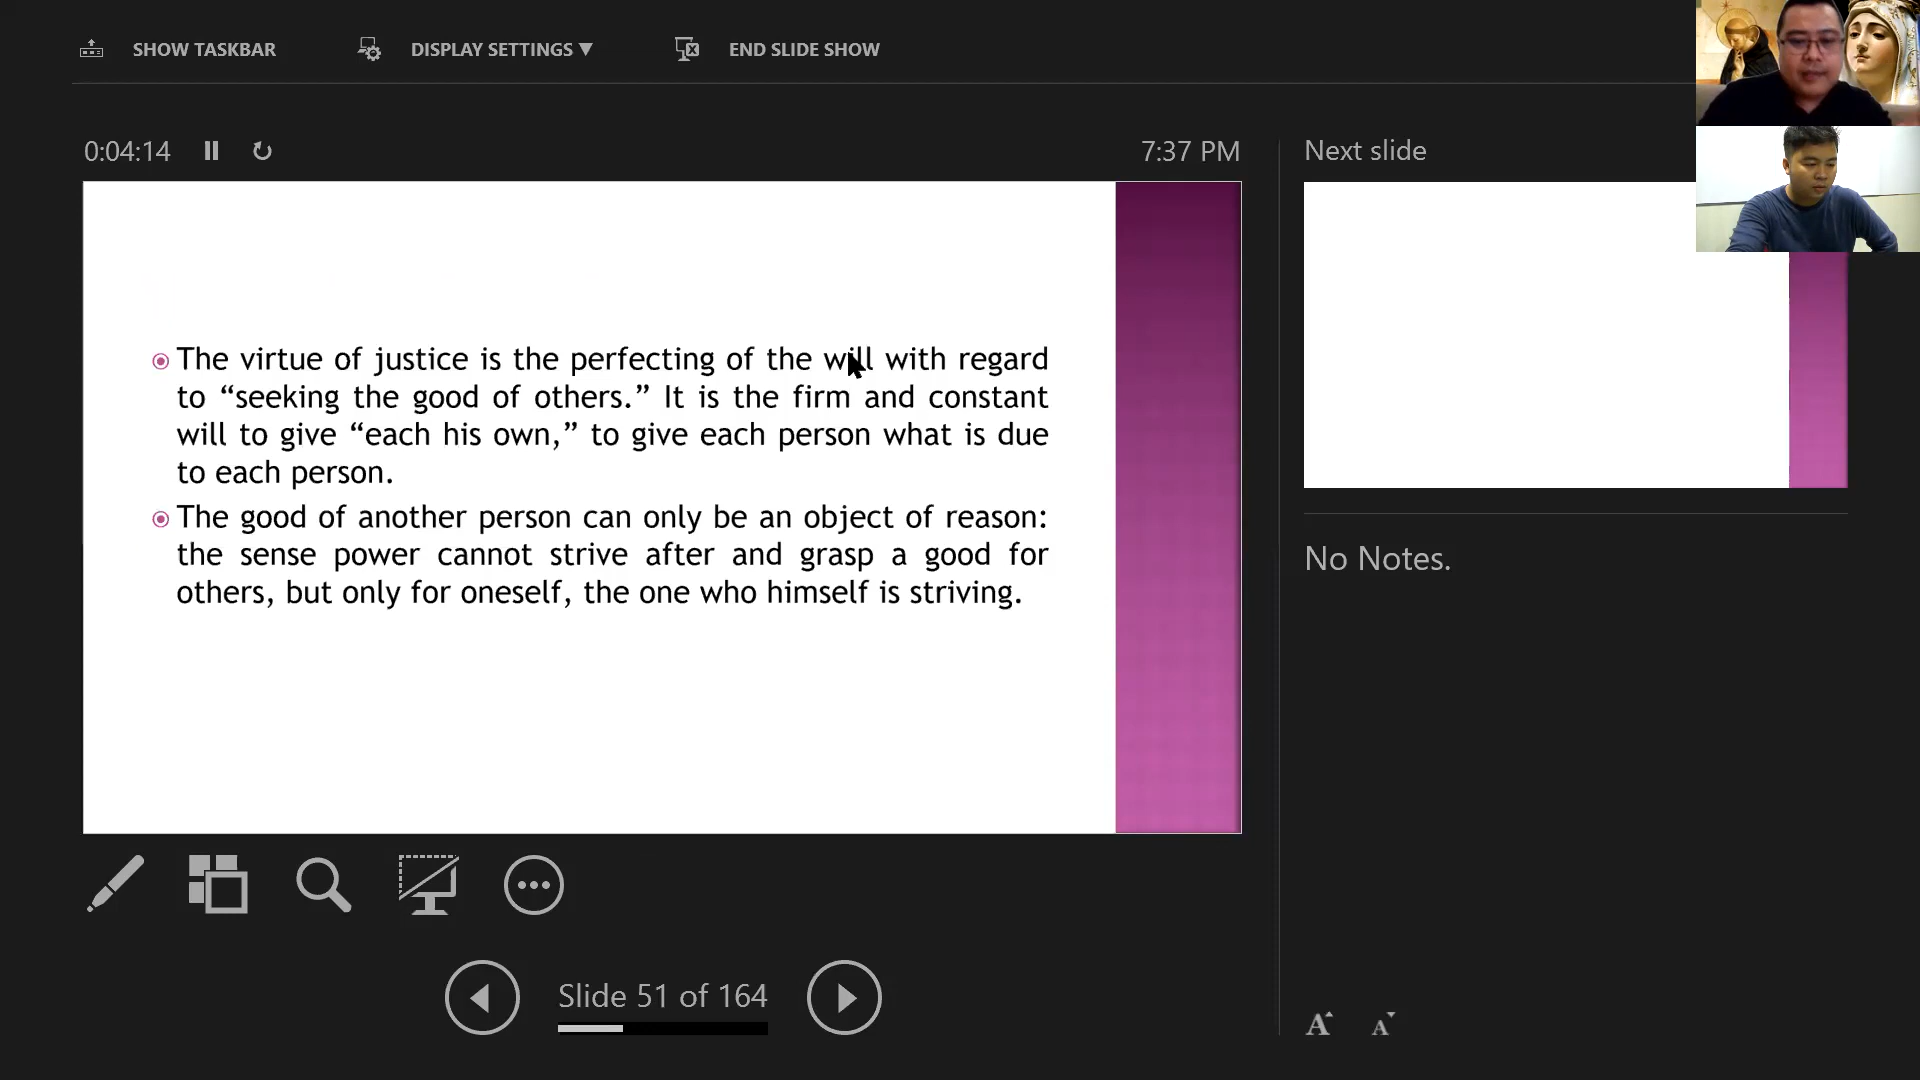 SHOW TASKBAR
DISPLAY SETTINGS ▼
END SLIDE SHOW
0:04:14
7:37 PM
Next slide
The virtue of justice is the perfecting of the will with regard
to “seeking the good of others.” It is the firm and constant
will to give “each his own,” to give each person what is due
to each person.
The good of another person can only be an object of reason:
the sense power cannot strive after and grasp a good for
others, but only for oneself, the one who himself is striving.
No Notes.
Slide 51 of 164
A A